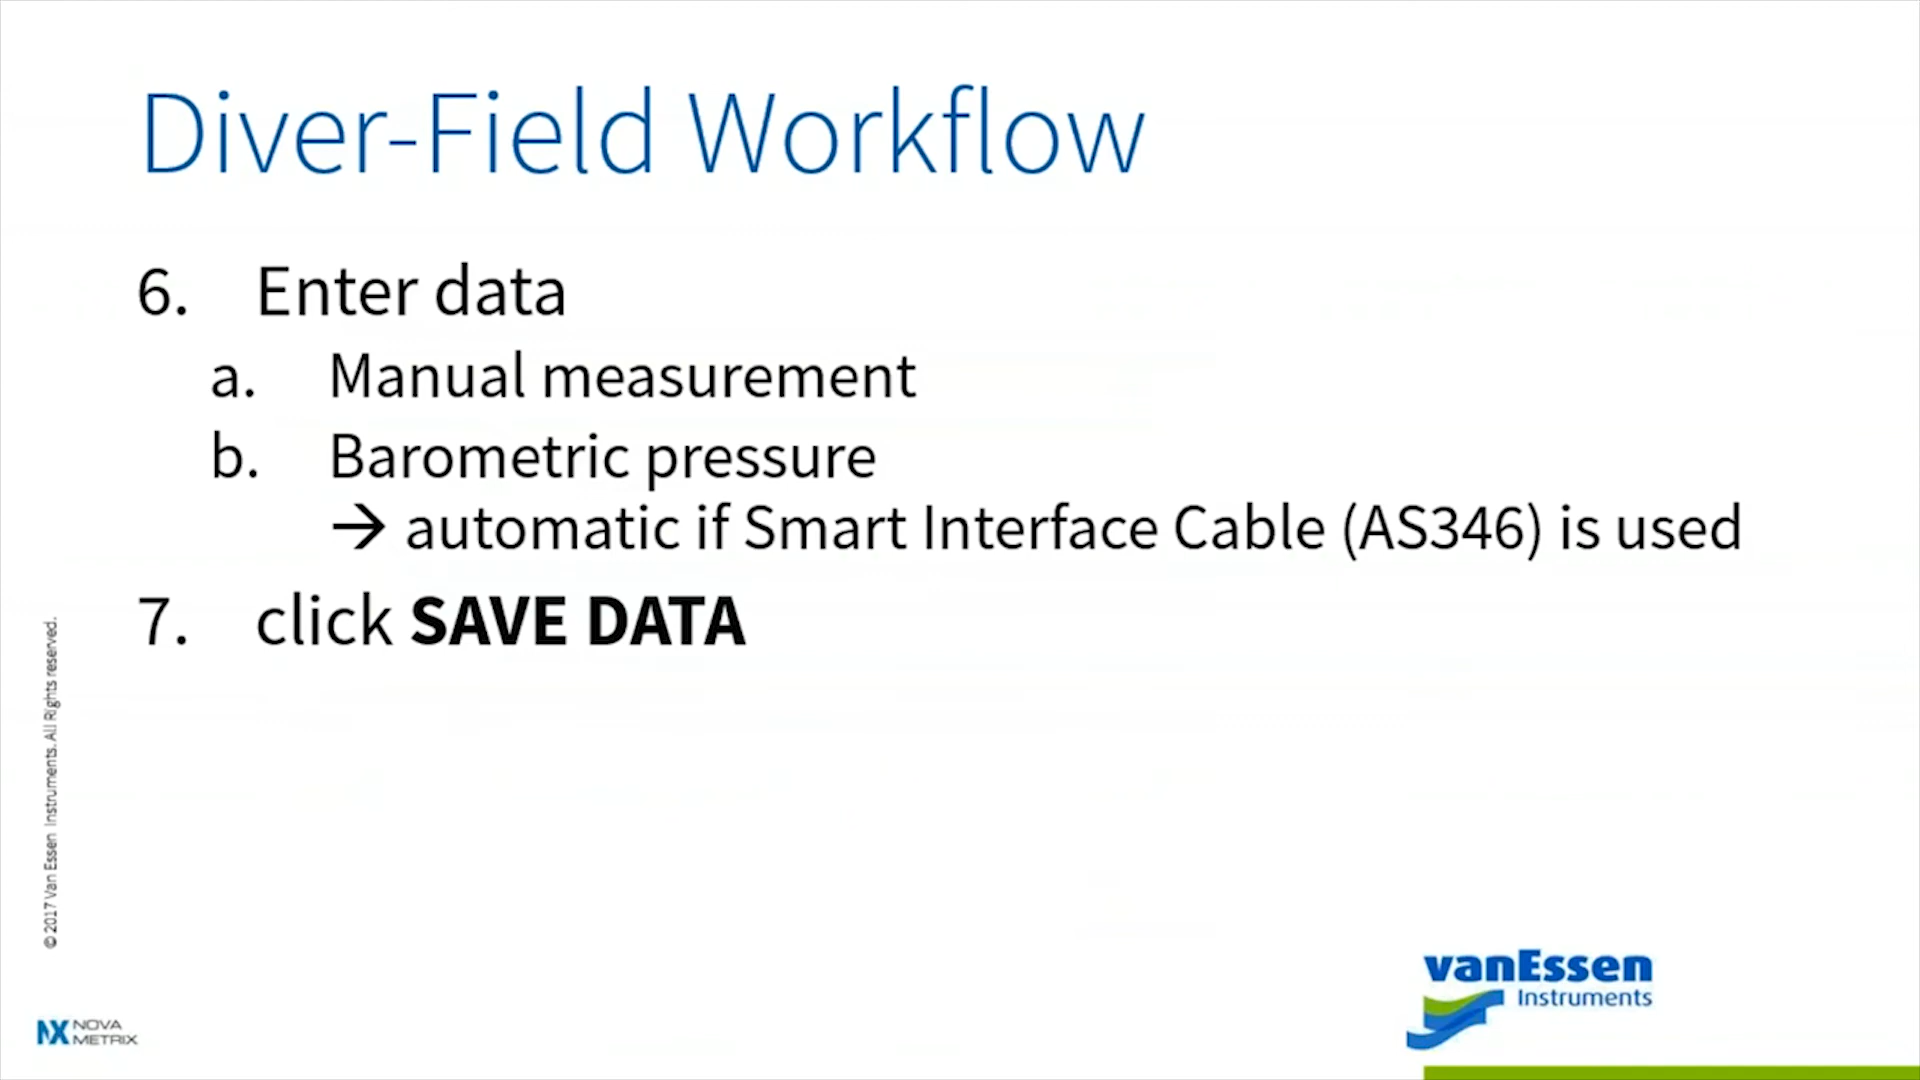 Diver-Field Workflow
6. Enter data
a. Manual measurement
b. Barometric pressure
→ automatic if Smart Interface Cable (AS346) is used
7. click SAVE DATA
© 2017 Van Essen Instruments. All Rights reserved.
NOVA
METRIX
vanEssen
Instruments